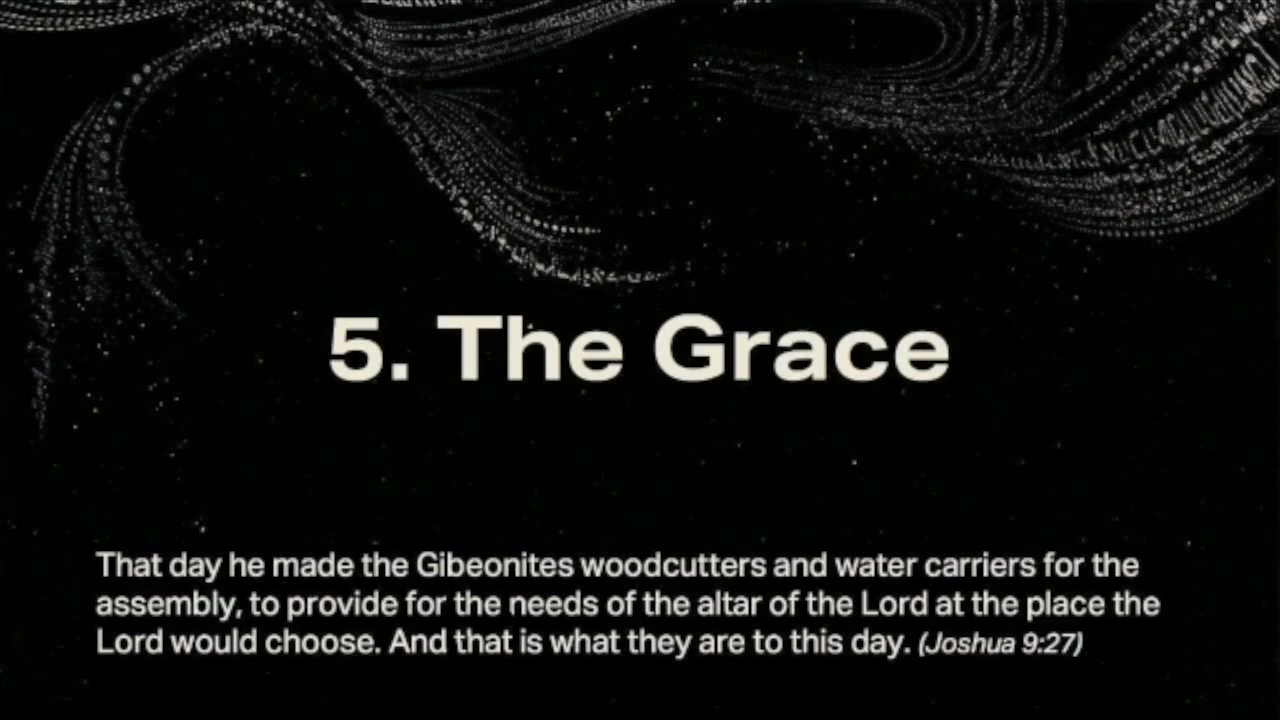 5. The Grace
That day he made the Gibeonites woodcutters and water carriers for the
assembly, to provide for the needs of the altar of the Lord at the place the
Lord would choose. And that is what they are to this day. (Joshua 9:27)